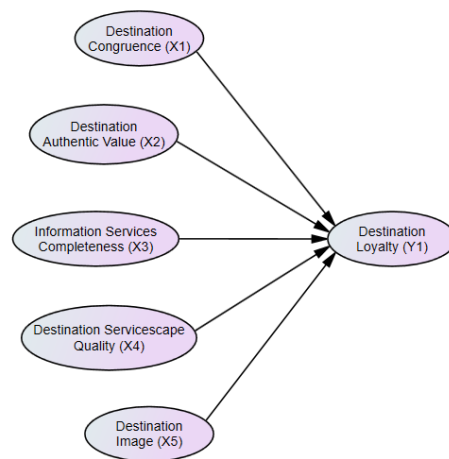 Destination
Congruence (X1)
Destination
Authentic Value (X2)
Information Services
Completeness (X3)
Destination
Loyalty (Y1)
Destination Servicescape
Quality (X4)
Destination
Image (X5)